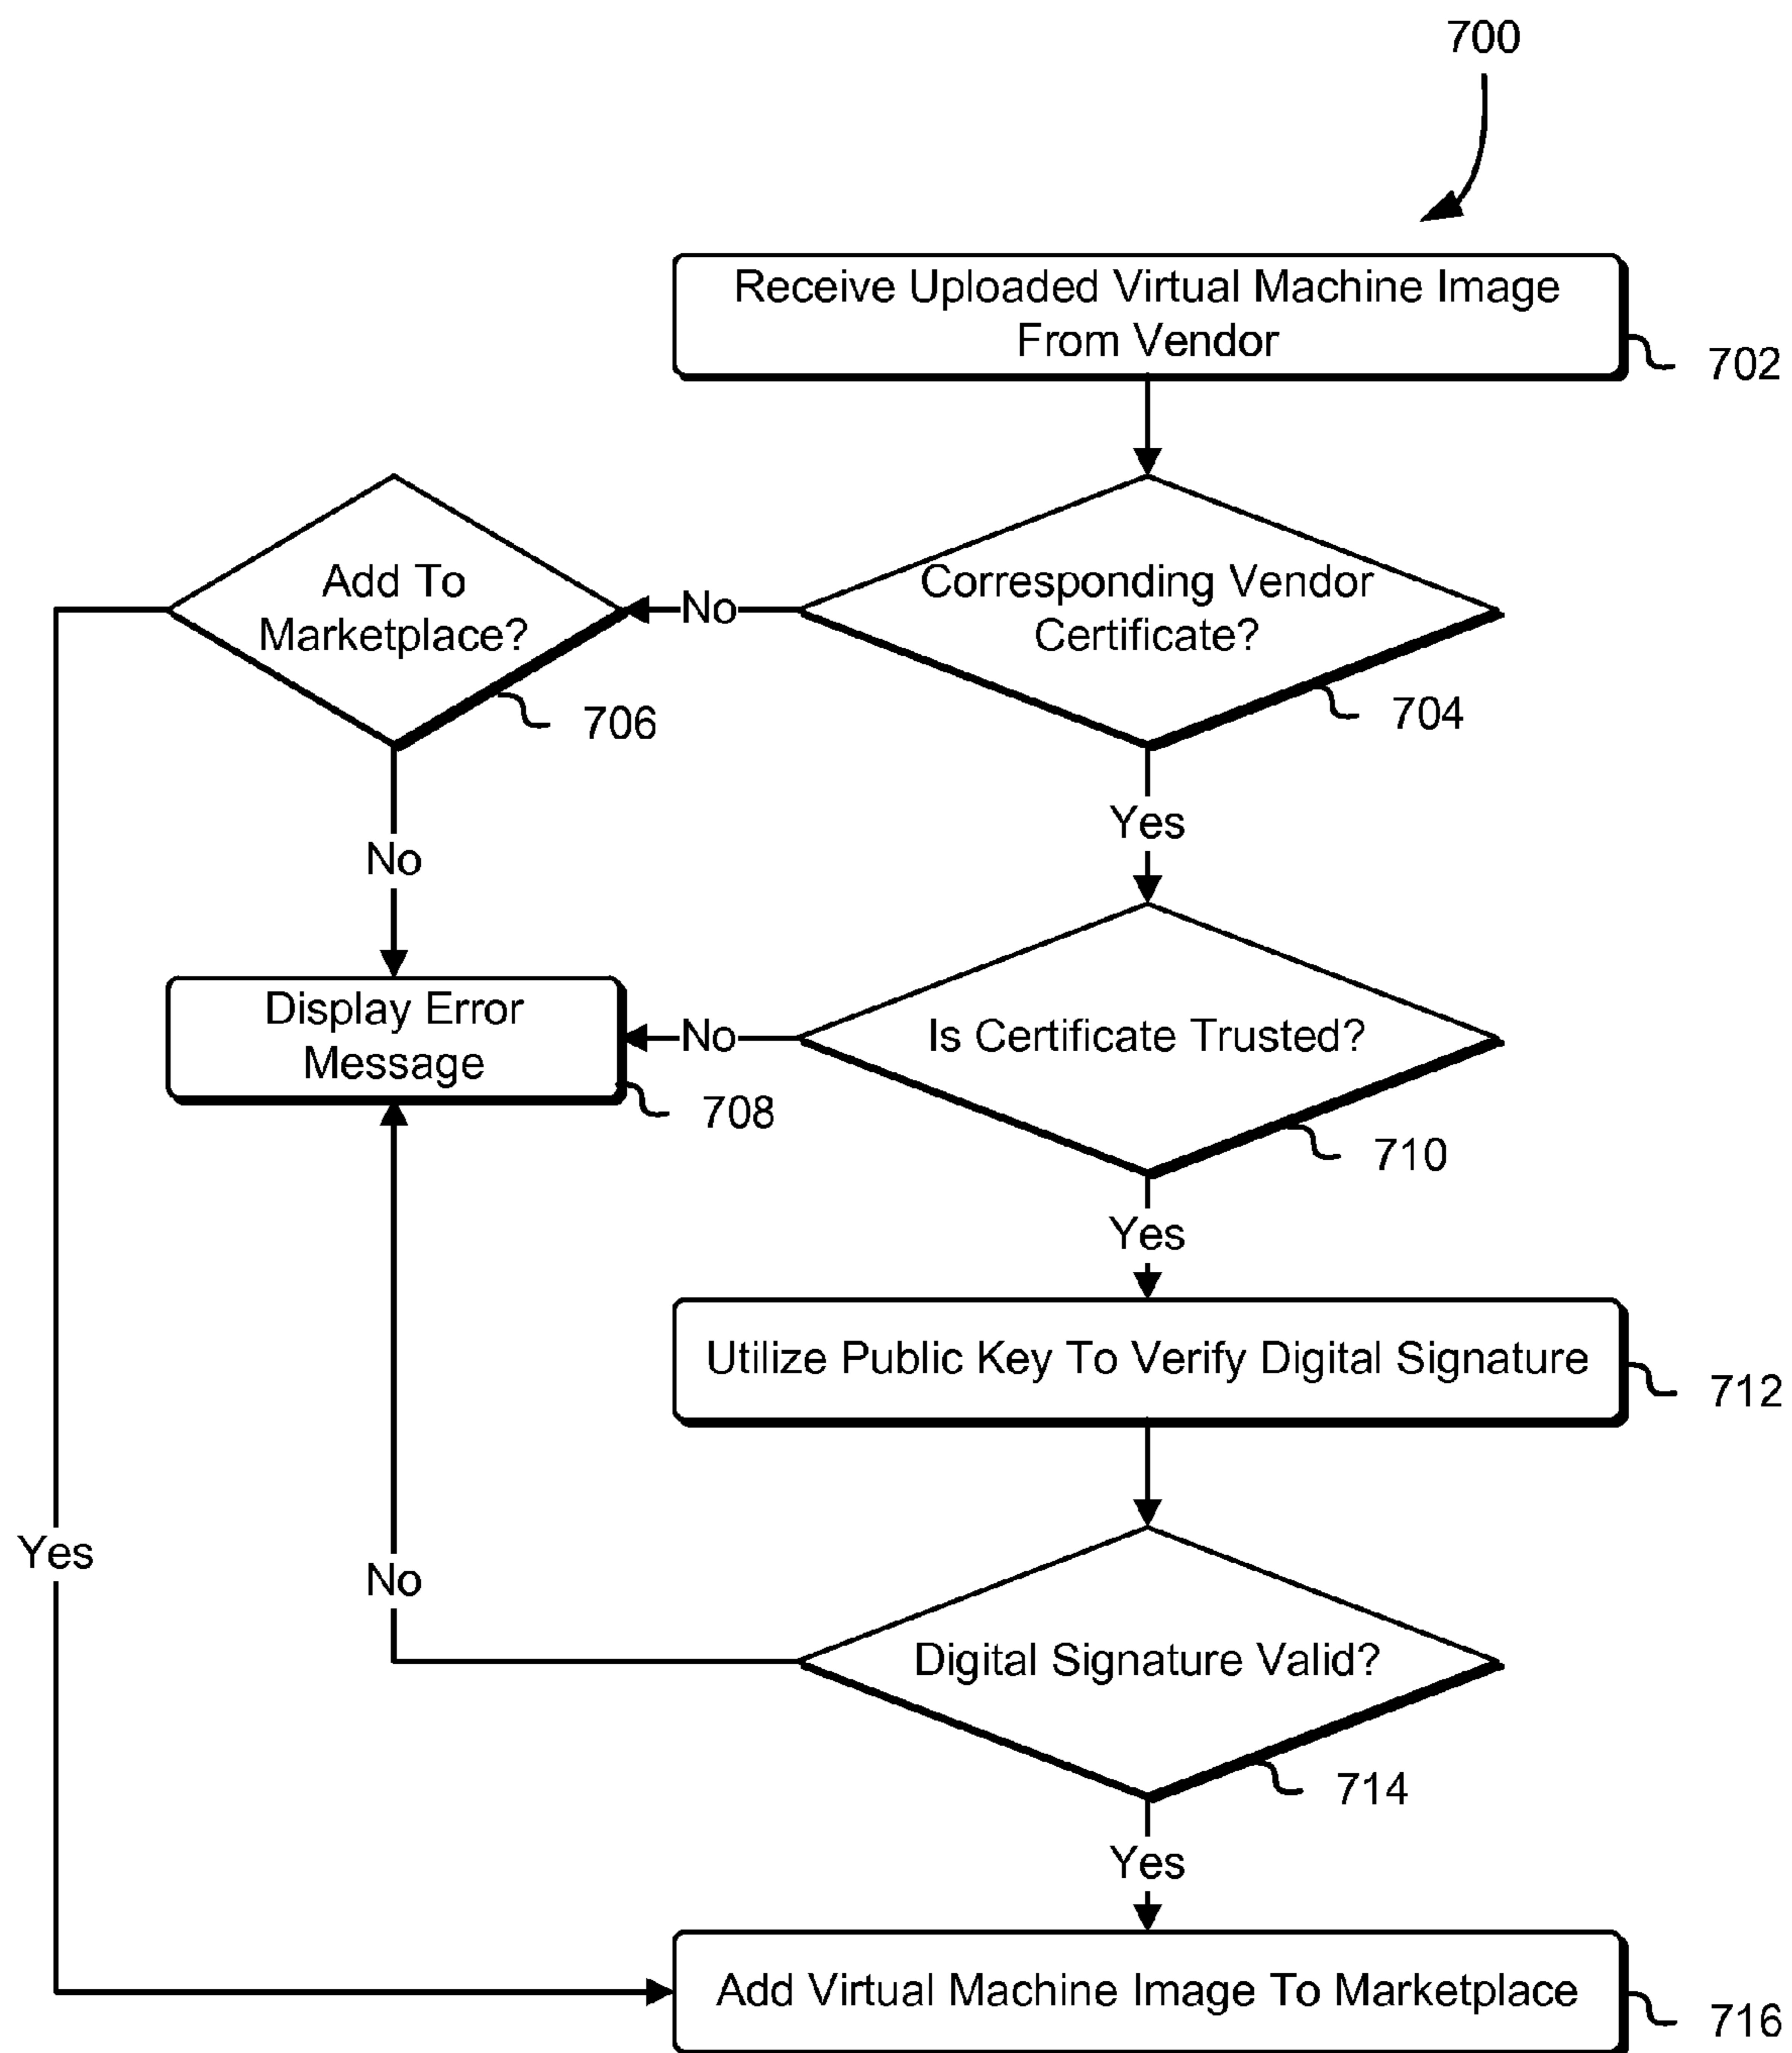 700
Receive Uploaded Virtual Machine Image
From Vendor
702
Add To
Marketplace?
706
No
Corresponding Vendor
Certificate?
704
No
Yes
Display Error
Message
708
No
Is Certificate Trusted?
710
Yes
Utilize Public Key To Verify Digital Signature
712
Yes
No
Digital Signature Valid?
714
Yes
Add Virtual Machine Image To Marketplace
716